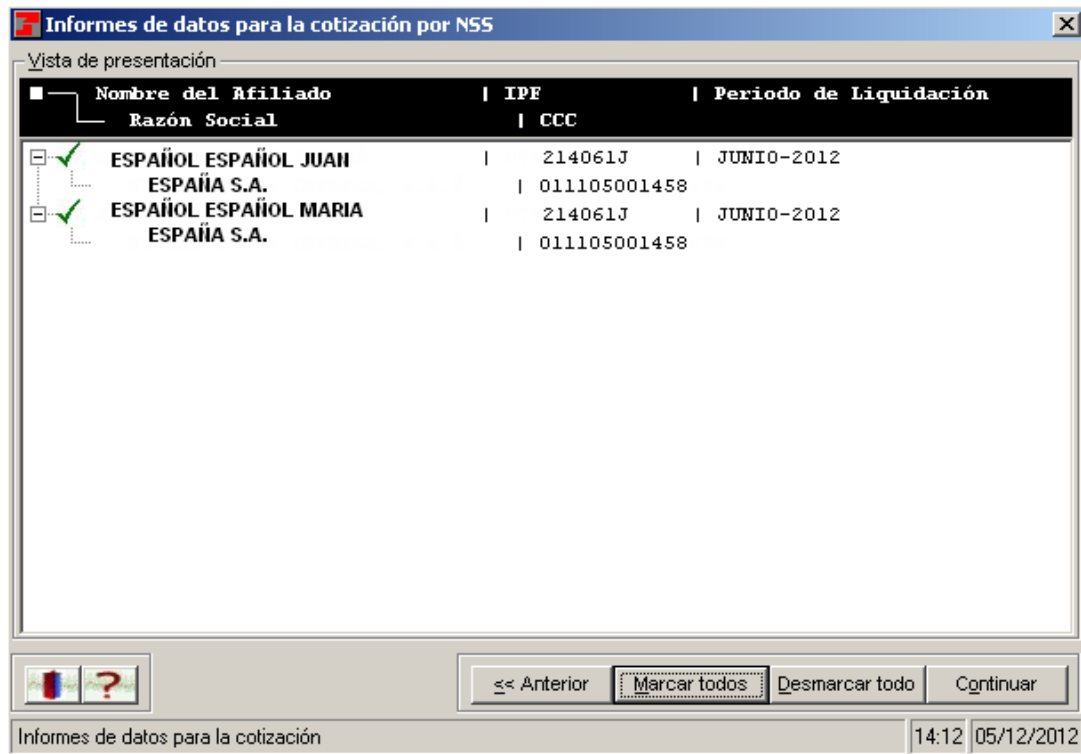 Informes de datos para la cotización por NSS
Vista de presentación
Nombre del Afiliado | IPF | Periodo de Liquidación
Razón Social | CCC
ESPAÑOL ESPAÑOL JUAN | 214061J | JUNIO-2012
ESPAÑA S.A. | 011105001458
ESPAÑOL ESPAÑOL MARIA | 214061J | JUNIO-2012
ESPAÑA S.A. | 011105001458
<< Anterior Marcar todos Desmarcar todo Continuar
Informes de datos para la cotización 14:12 05/12/2012